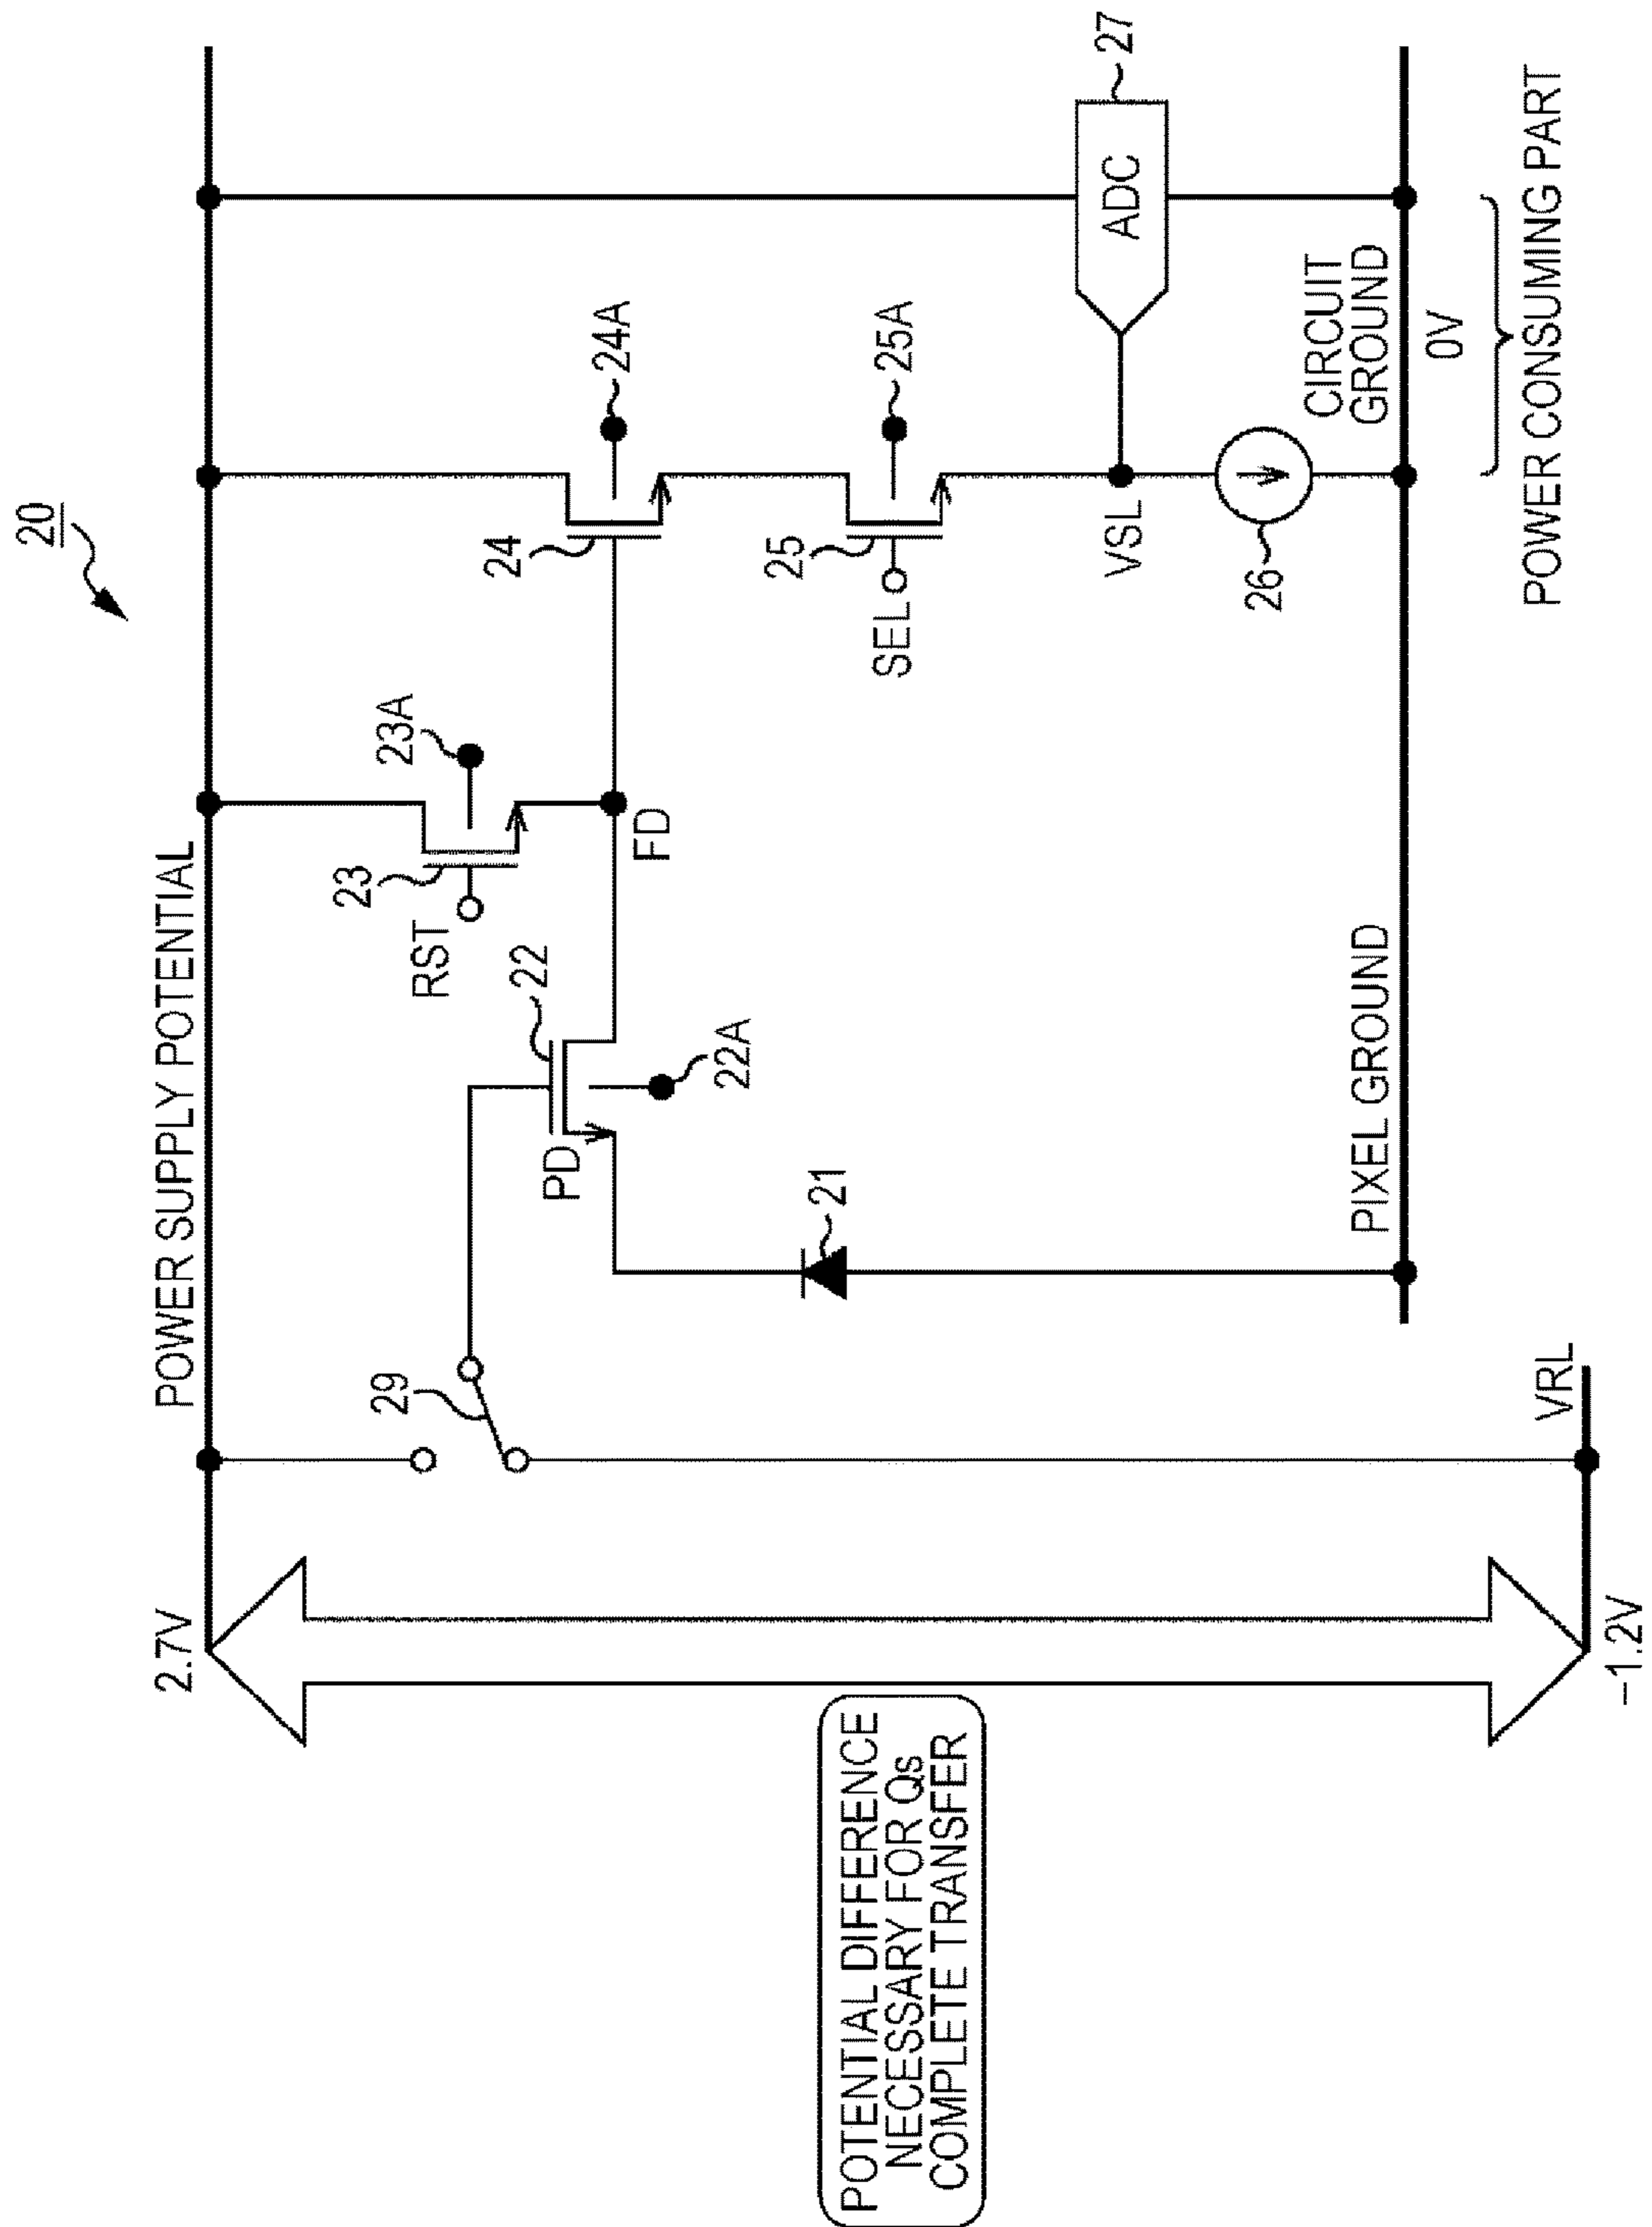 20
POWER SUPPLY POTENTIAL
2.7V
29
RST
23
23A
22
PD
22A
FD
24
24A
SEL
25
25A
21
VSL
26
ADC
27
PIXEL GROUND
CIRCUIT
GROUND
0V
POWER CONSUMING PART
VRL
−1.2V
POTENTIAL DIFFERENCE
NECESSARY FOR Qs
COMPLETE TRANSFER